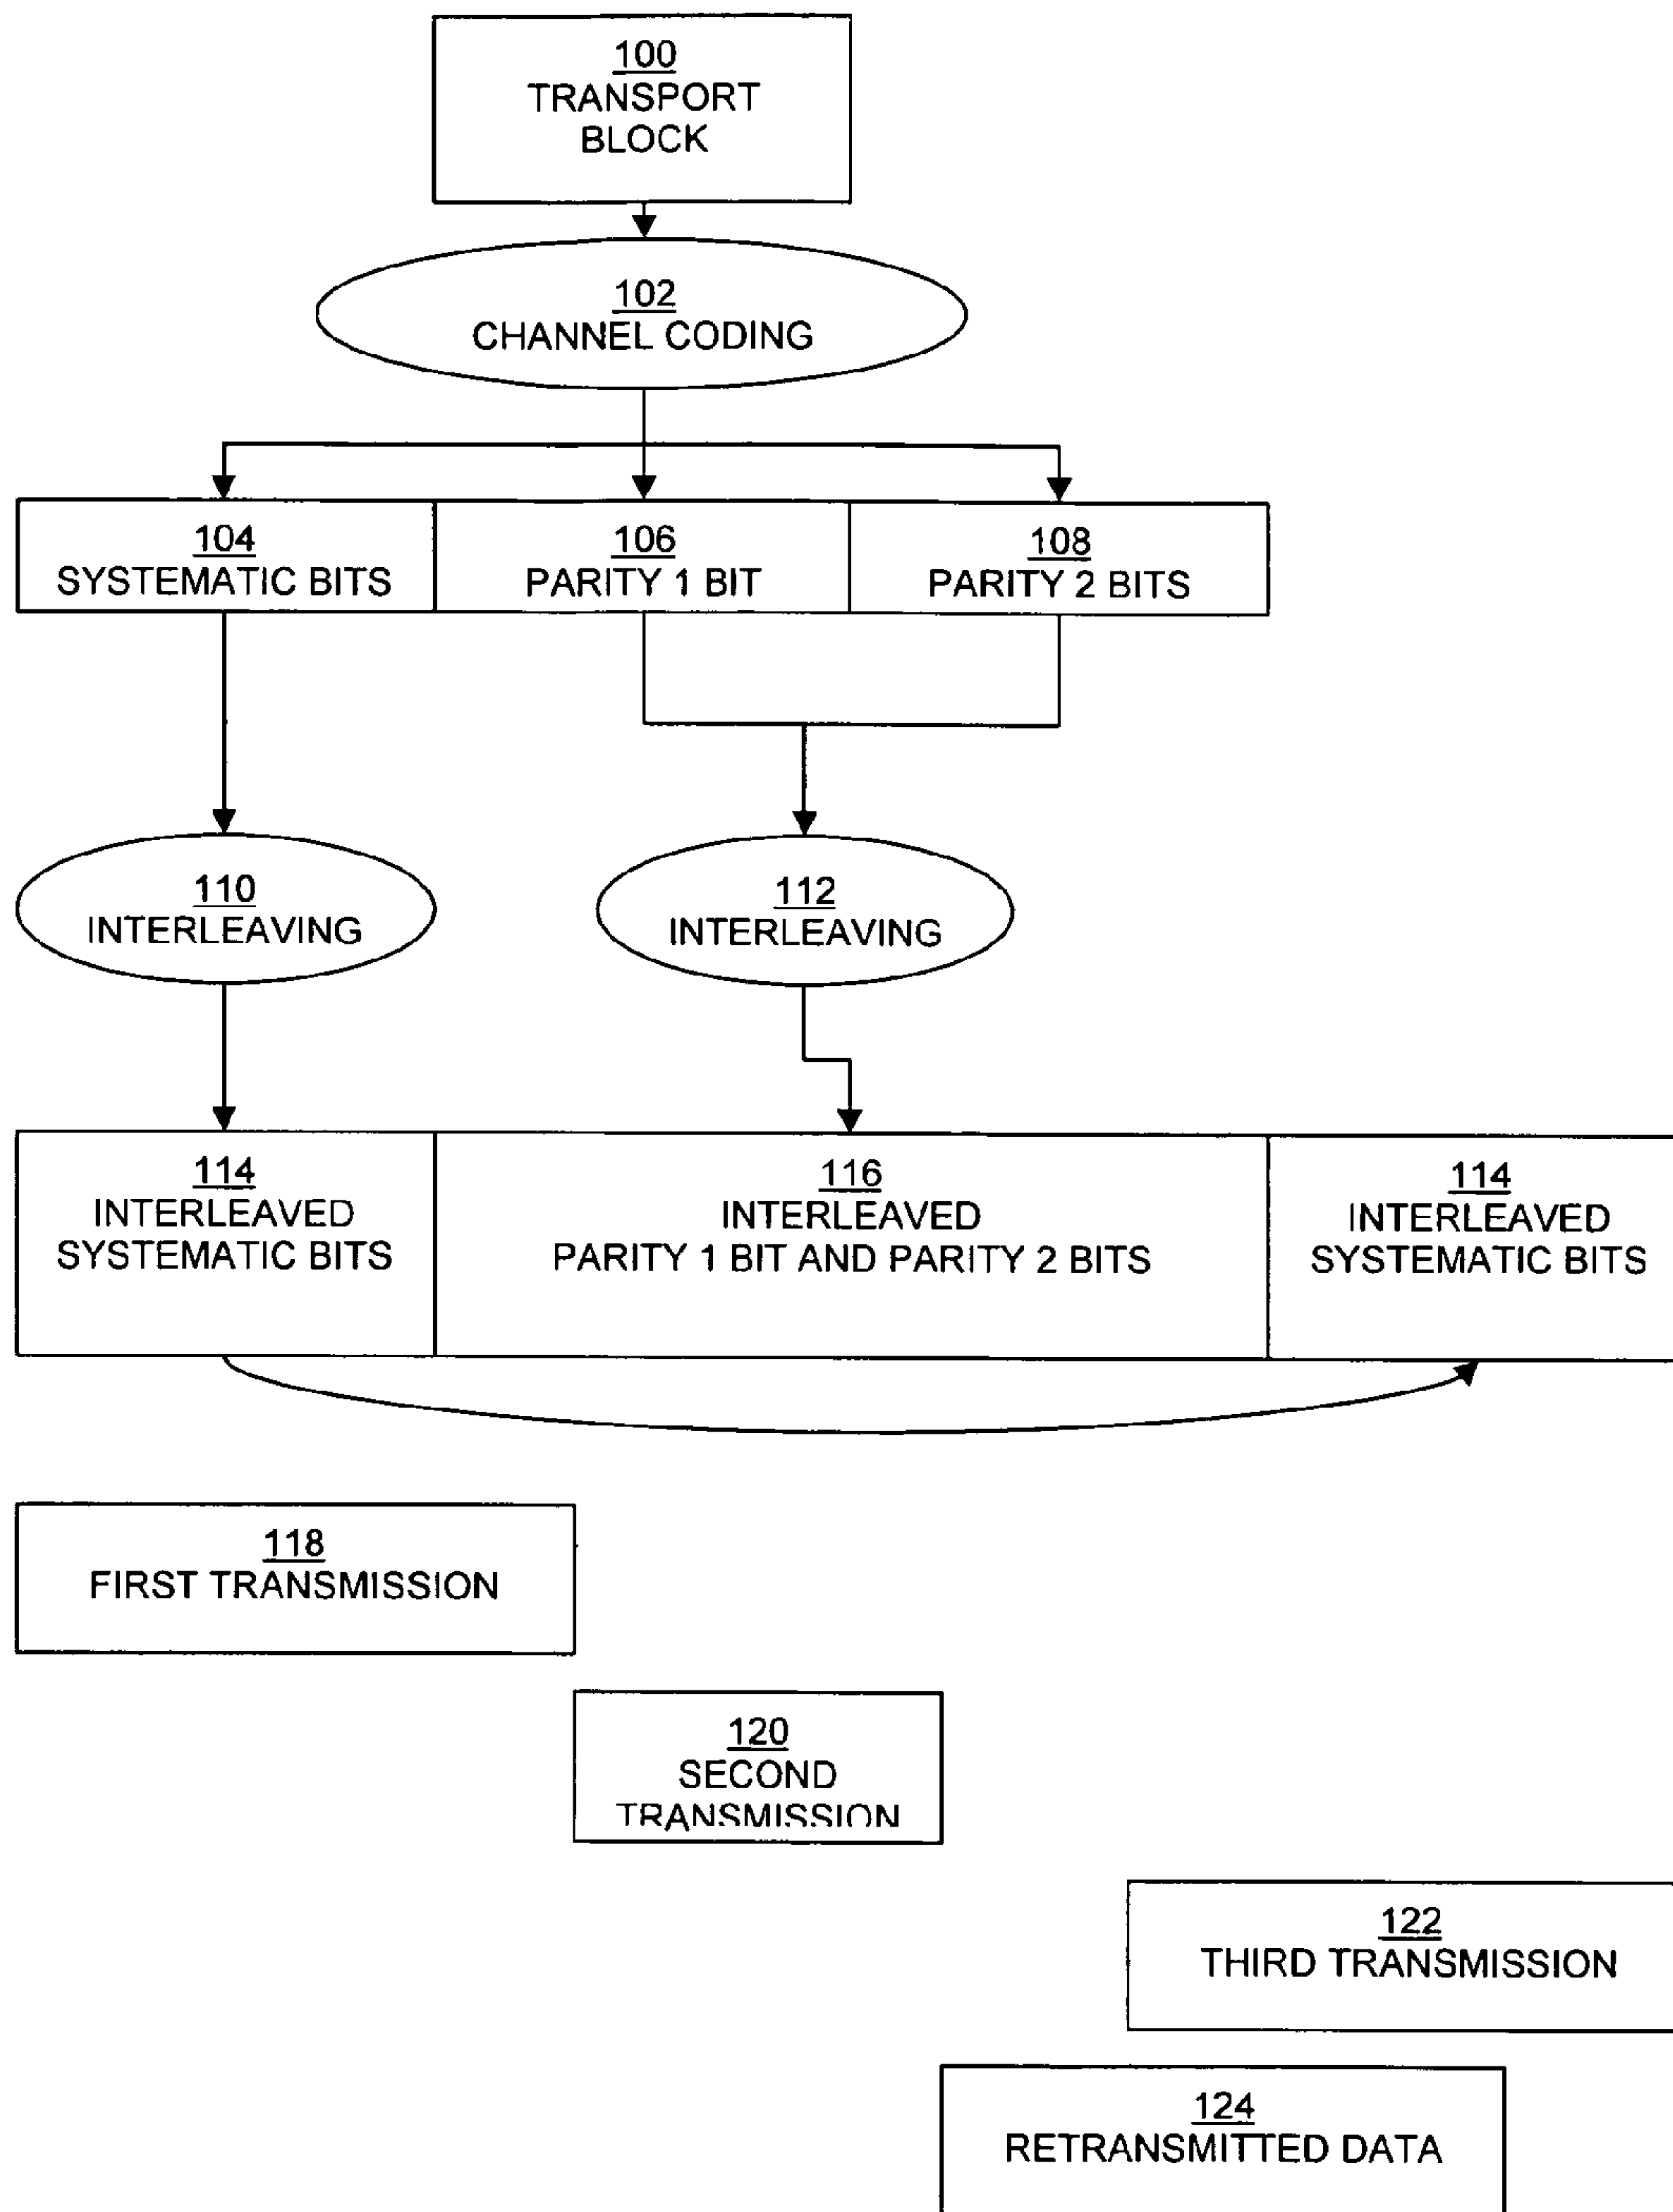 100
TRANSPORT
BLOCK
102
CHANNEL CODING
104
SYSTEMATIC BITS
106
PARITY 1 BIT
108
PARITY 2 BITS
110
INTERLEAVING
112
INTERLEAVING
114
INTERLEAVED
SYSTEMATIC BITS
116
INTERLEAVED
PARITY 1 BIT AND PARITY 2 BITS
114
INTERLEAVED
SYSTEMATIC BITS
118
FIRST TRANSMISSION
120
SECOND
TRANSMISSION
122
THIRD TRANSMISSION
124
RETRANSMITTED DATA